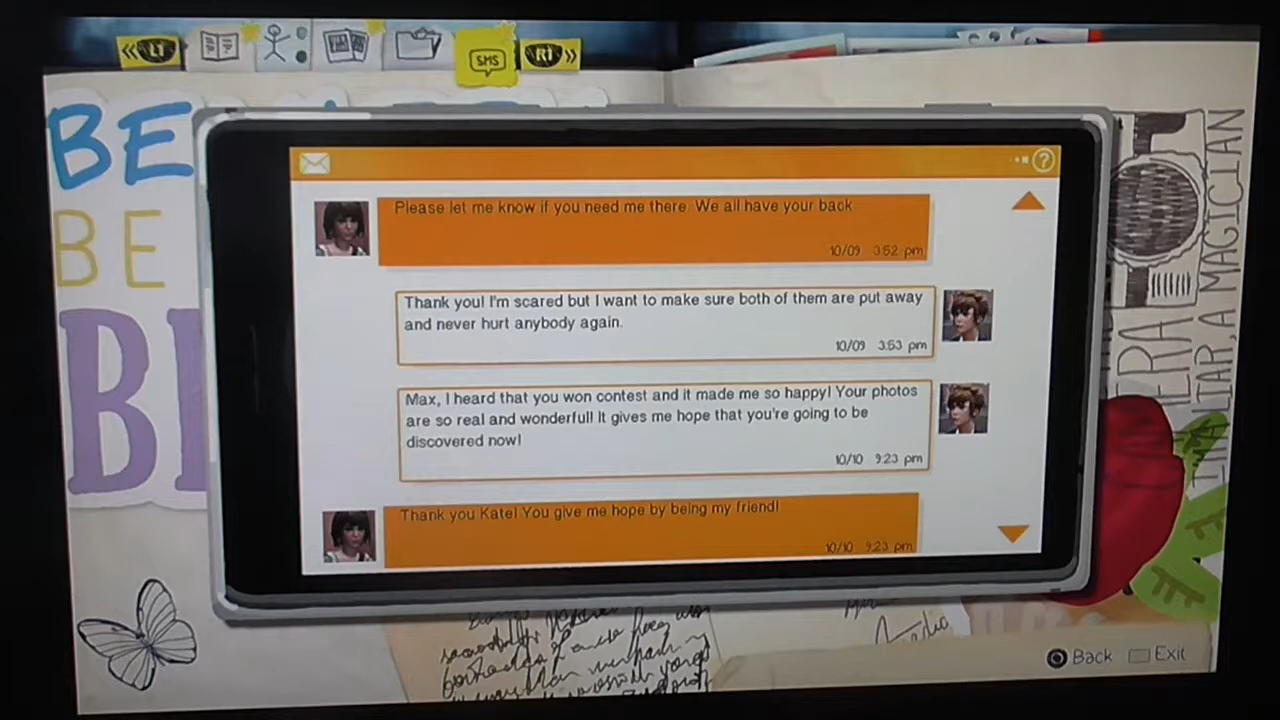 L1
SMS
R1
BE
BE
Please let me know if you need me there. We all have your back
10/09 3:52 pm
Thank you! I'm scared but I want to make sure both of them are put away
and never hurt anybody again.
10/09 3:53 pm
Max, I heard that you won contest and it made me so happy! Your photos
are so real and wonderful! It gives me hope that you're going to be
discovered now!
10/10 9:23 pm
Thank you Kate! You give me hope by being my friend!
10/10 9:23 pm
A MAGICIAN
Back
Exit